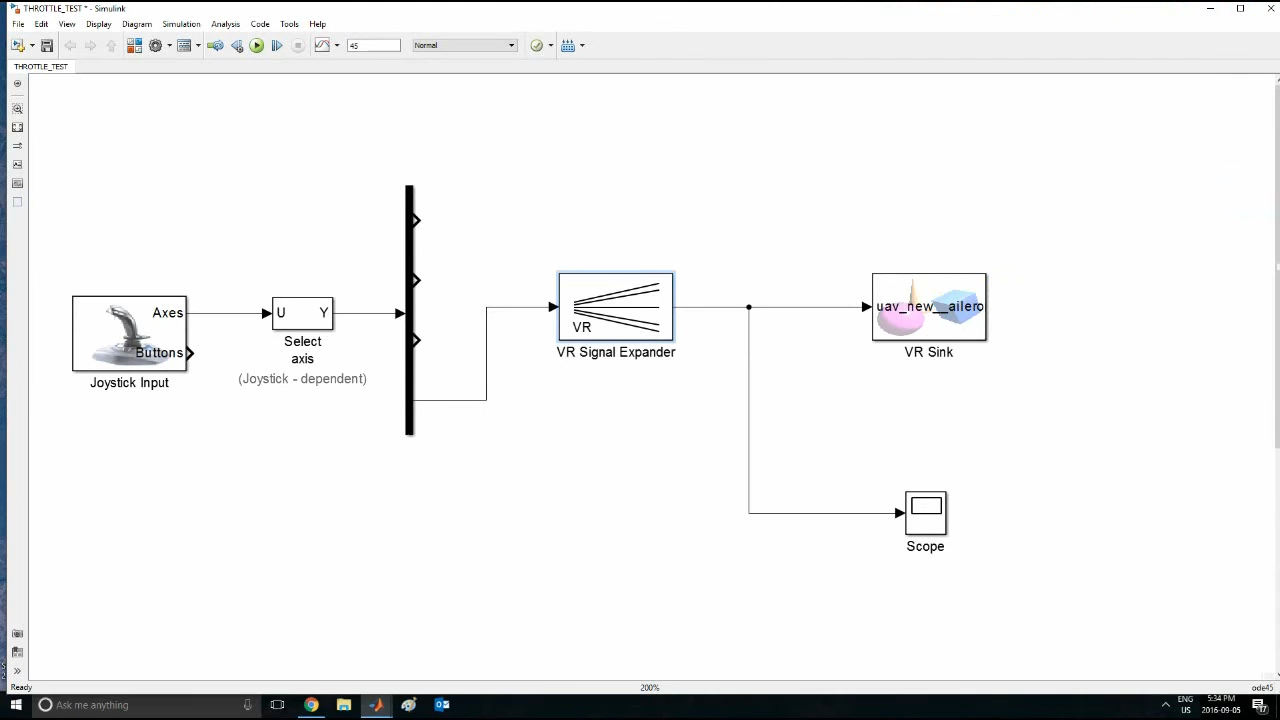 THROTTLE_TEST * - Simulink
File Edit View Display Diagram Simulation Analysis Code Tools Help
45 Normal
THROTTLE_TEST
Axes
Buttons
Joystick Input
U Y
Select
axis
(Joystick - dependent)
VR
VR Signal Expander
uav_new__ailero
VR Sink
Scope
Ready 200% ode45
Ask me anything
ENG
US
5:34 PM
2016-09-05